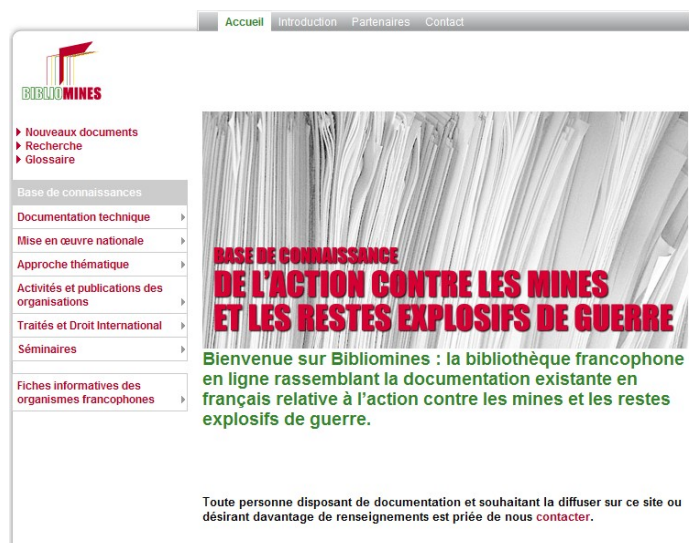 Accueil Introduction Partenaires Contact
BIBLIOMINES
Nouveaux documents
Recherche
Glossaire
Base de connaissances
Documentation technique
Mise en œuvre nationale
Approche thématique
Activités et publications des
organisations
Traités et Droit International
Séminaires
Fiches informatives des
organismes francophones
BASE DE CONNAISSANCE
DE L'ACTION CONTRE LES MINES
ET LES RESTES EXPLOSIFS DE GUERRE
Bienvenue sur Bibliomines : la bibliothèque francophone
en ligne rassemblant la documentation existante en
français relative à l'action contre les mines et les restes
explosifs de guerre.
Toute personne disposant de documentation et souhaitant la diffuser sur ce site ou
désirant davantage de renseignements est priée de nous contacter.